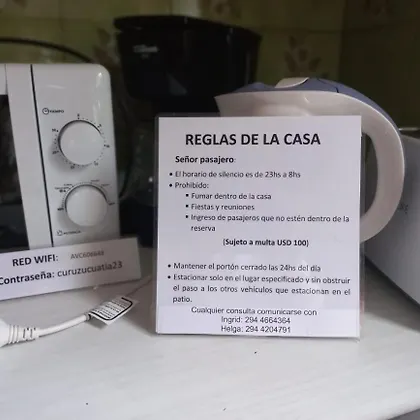 REGLAS DE LA CASA
Señor pasajero:
• El horario de silencio es de 23hs a 8hs
• Prohibido:
• Fumar dentro de la casa
• Fiestas y reuniones
• Ingreso de pasajeros que no estén dentro de la
reserva
(Sujeto a multa USD 100)
• Mantener el portón cerrado las 24hs del día
• Estacionar solo en el lugar especificado y sin obstruir
el paso a los otros vehículos que estacionan en el
patio.
Cualquier consulta comunicarse con
Ingrid: 294 4664364
Helga: 294 4204791
RED WIFI:
Contraseña: curuzucuatia23